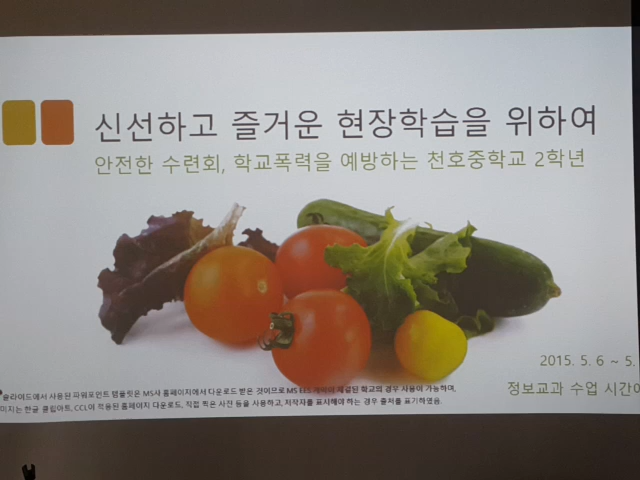 신선하고 즐거운 현장학습을 위하여
안전한 수련회, 학교폭력을 예방하는 천호중학교 2학년
2015. 5. 6 ~ 5.
정보교과 수업 시간에
슬라이드에서 사용된 파워포인트 템플릿은 MS사 홈페이지에서 다운로드 받은 것이므로 MS EES 체결된 학교의 경우 사용이 가능하며,
미지는 한글 클립아트, CCL이 적용된 홈페이지 다운로드, 직접 찍은 사진 등을 사용하고, 저작자를 표시해야 하는 경우 출처를 표기하였음.